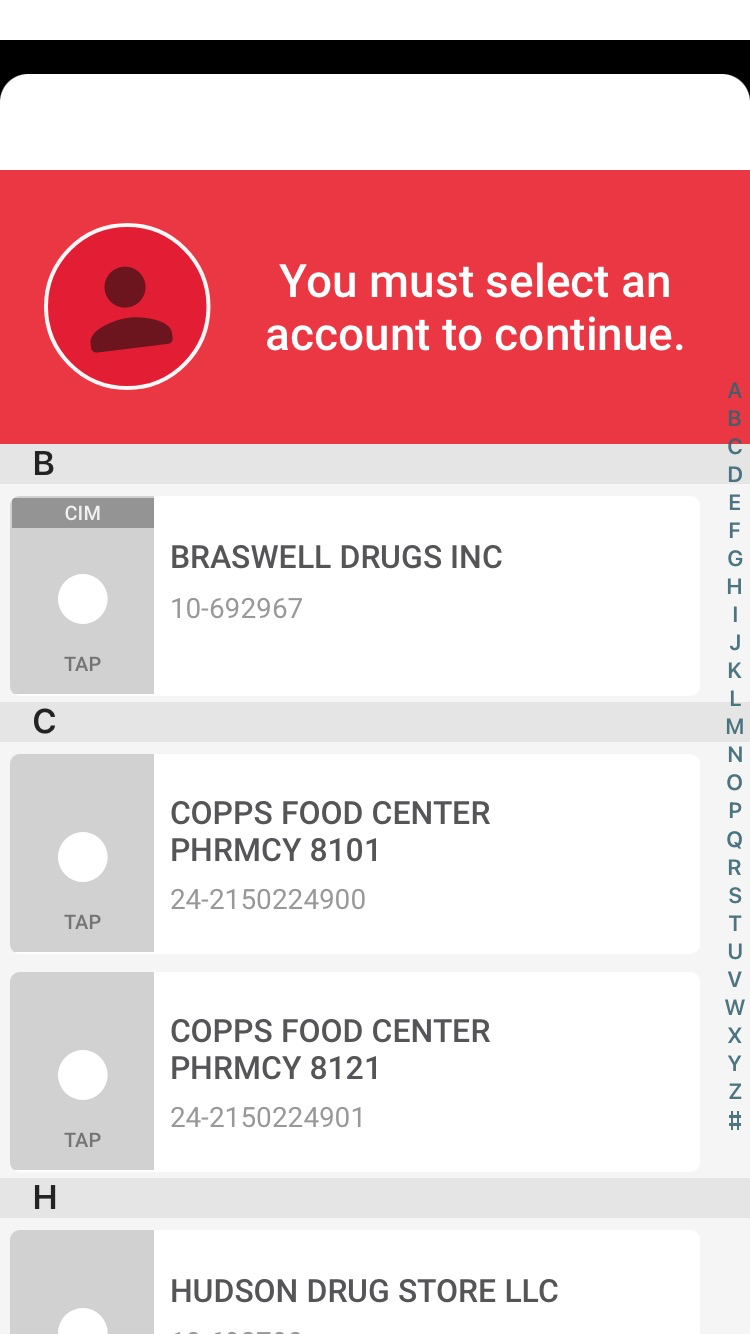 You must select an
account to continue.
B
CIM
TAP
BRASWELL DRUGS INC
10-692967
C
TAP
COPPS FOOD CENTER
PHRMCY 8101
24-2150224900
TAP
COPPS FOOD CENTER
PHRMCY 8121
24-2150224901
H
HUDSON DRUG STORE LLC
A
B
C
D
E
F
G
H
I
J
K
L
M
N
O
P
Q
R
S
T
U
V
W
X
Y
Z
#